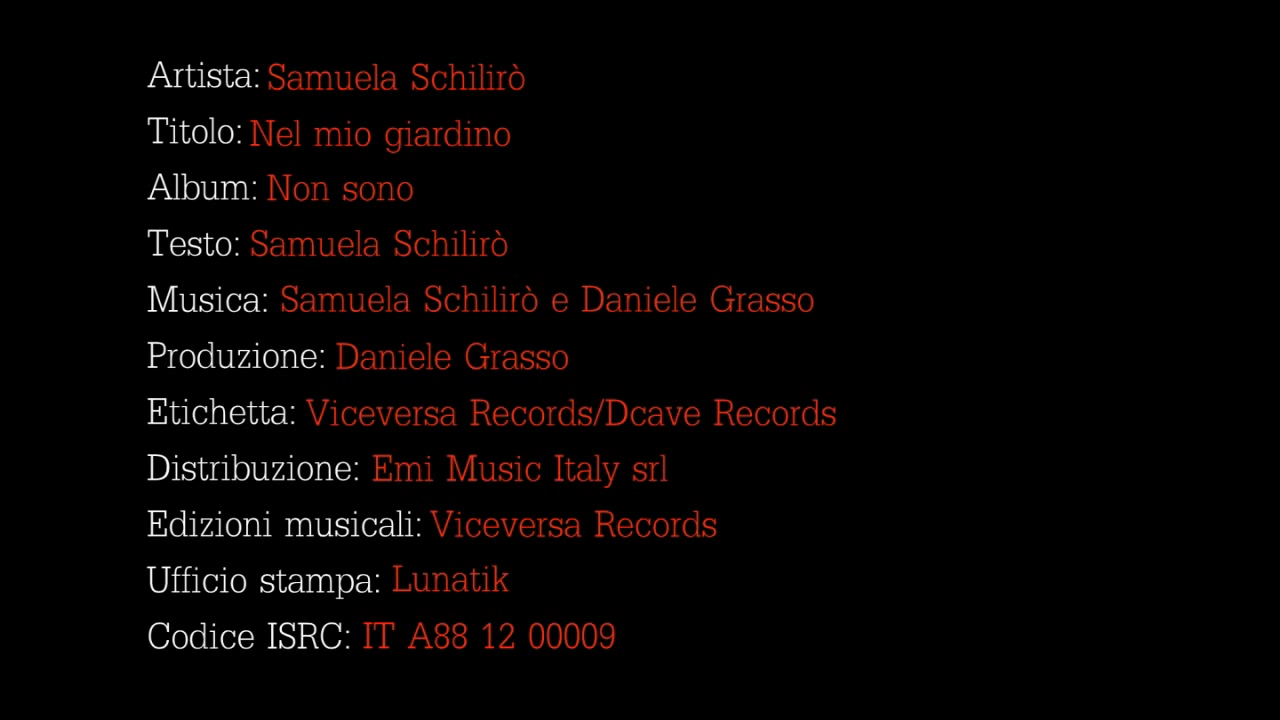 Artista: Samuela Schilirò
Titolo: Nel mio giardino
Album: Non sono
Testo: Samuela Schilirò
Musica: Samuela Schilirò e Daniele Grasso
Produzione: Daniele Grasso
Etichetta: Viceversa Records/Dcave Records
Distribuzione: Emi Music Italy srl
Edizioni musicali: Viceversa Records
Ufficio stampa: Lunatik
Codice ISRC: IT A88 12 00009